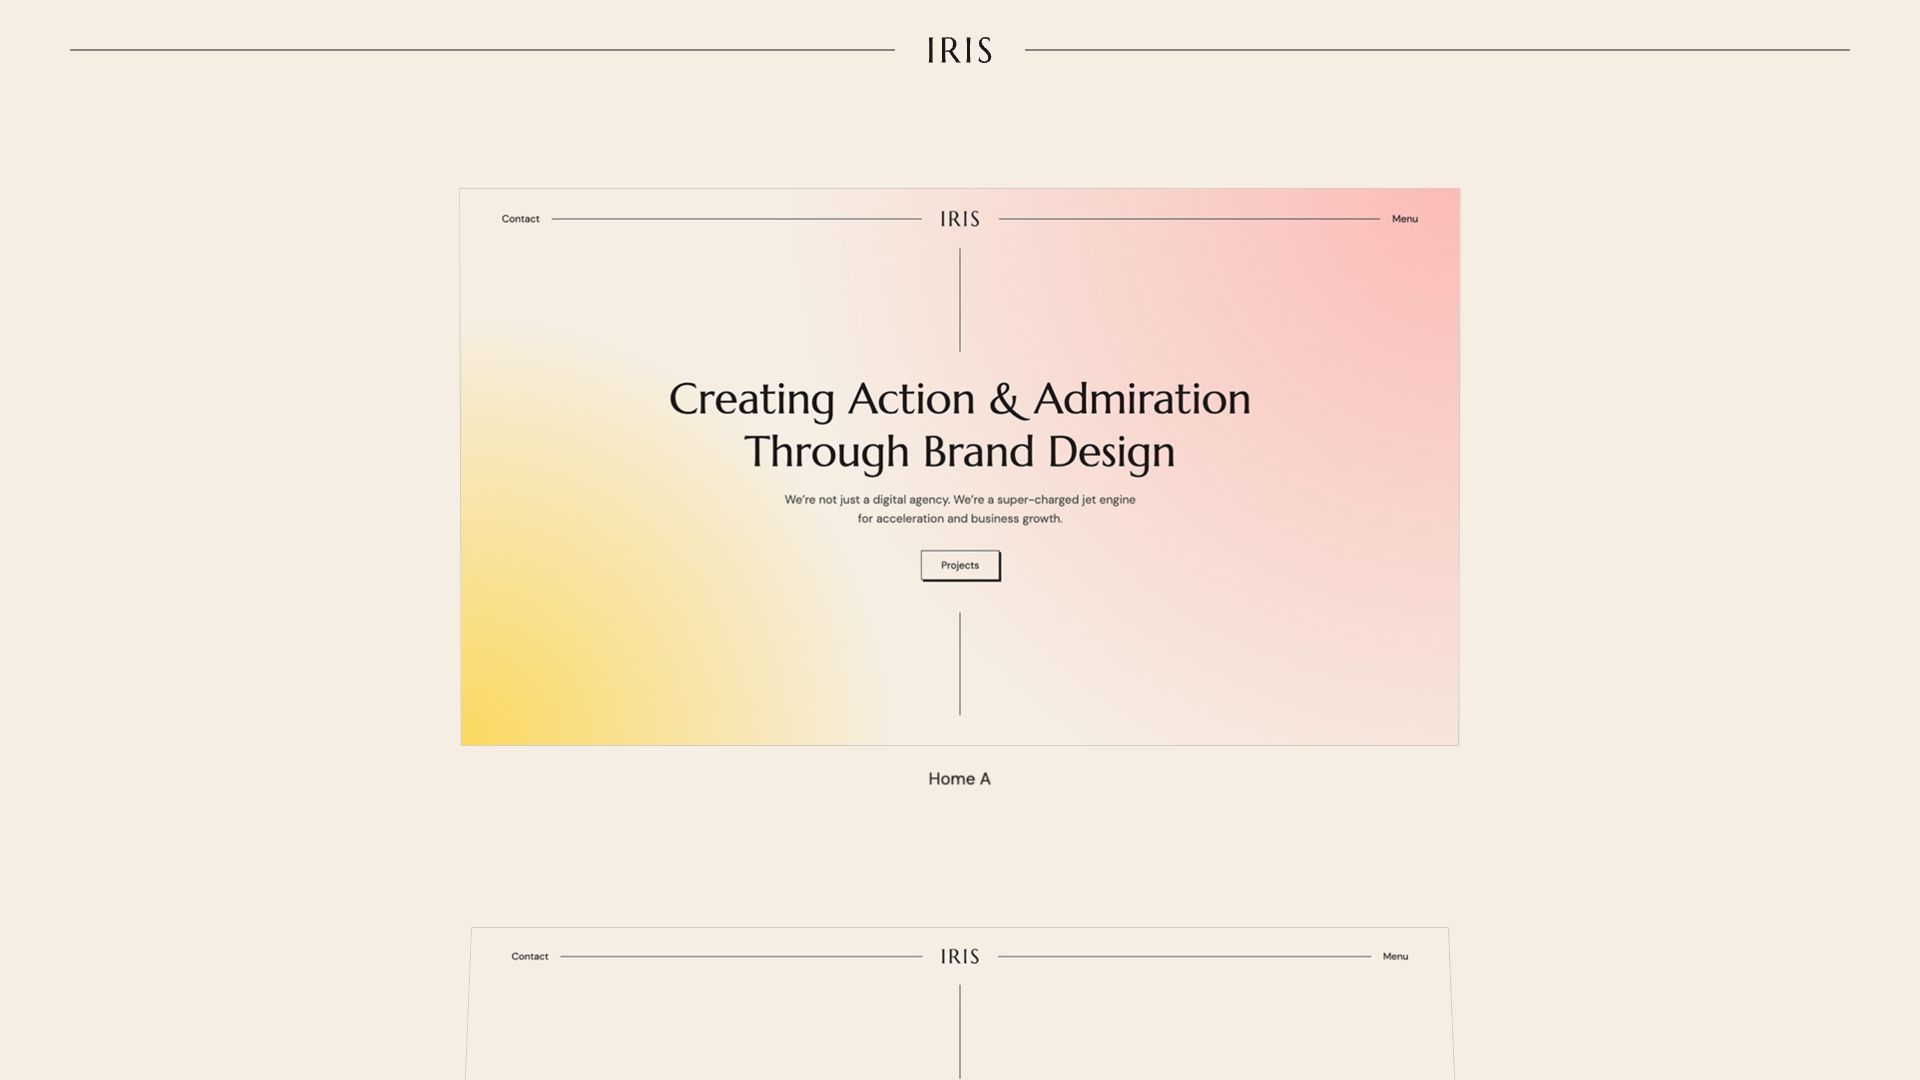 IRIS
Contact IRIS Menu
Creating Action & Admiration
Through Brand Design
We're not just a digital agency. We're a super-charged jet engine
for acceleration and business growth.
Projects
Home A
Contact IRIS Menu